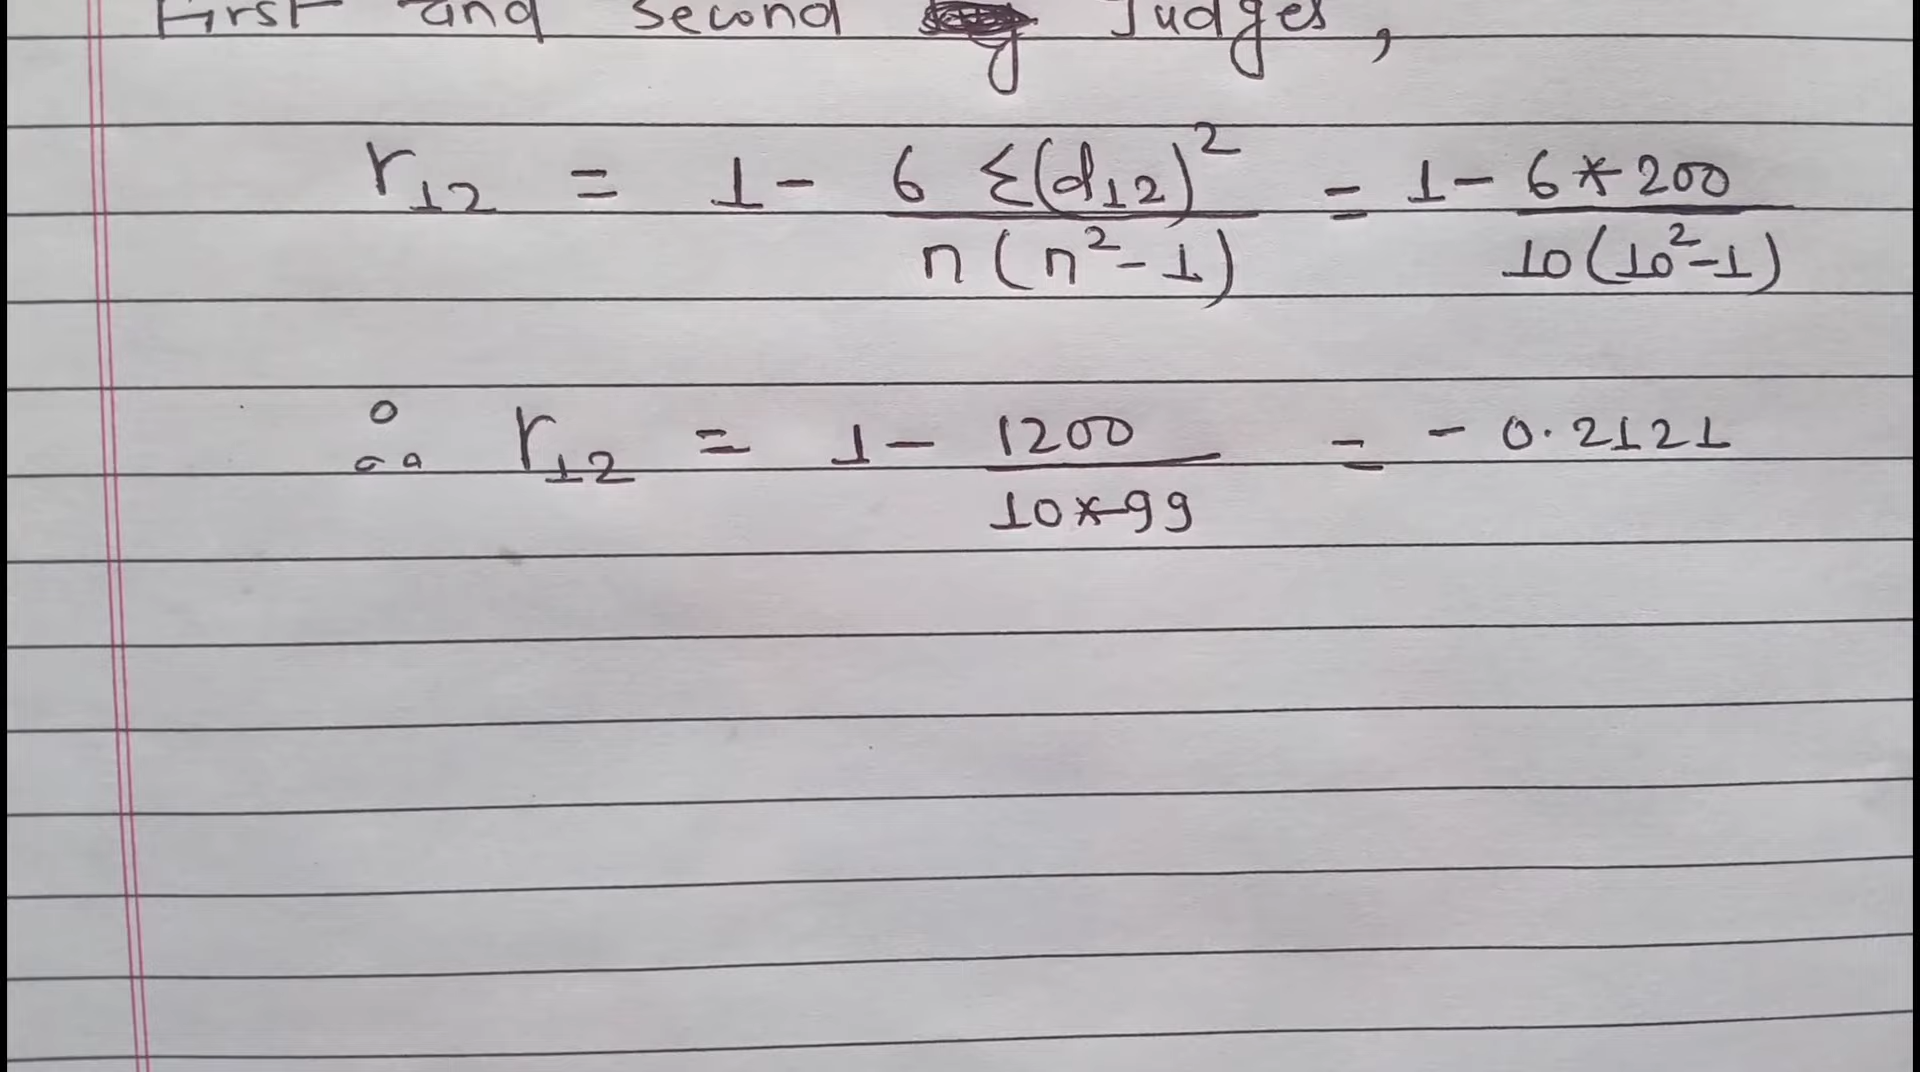 First and second Judges,
r₁₂ = 1 - 6 Σ(d₁₂)² / n(n² - 1) = 1 - 6 * 200 / 10(10² - 1)
∴ r₁₂ = 1 - 1200 / 10 * 99 = - 0.2121